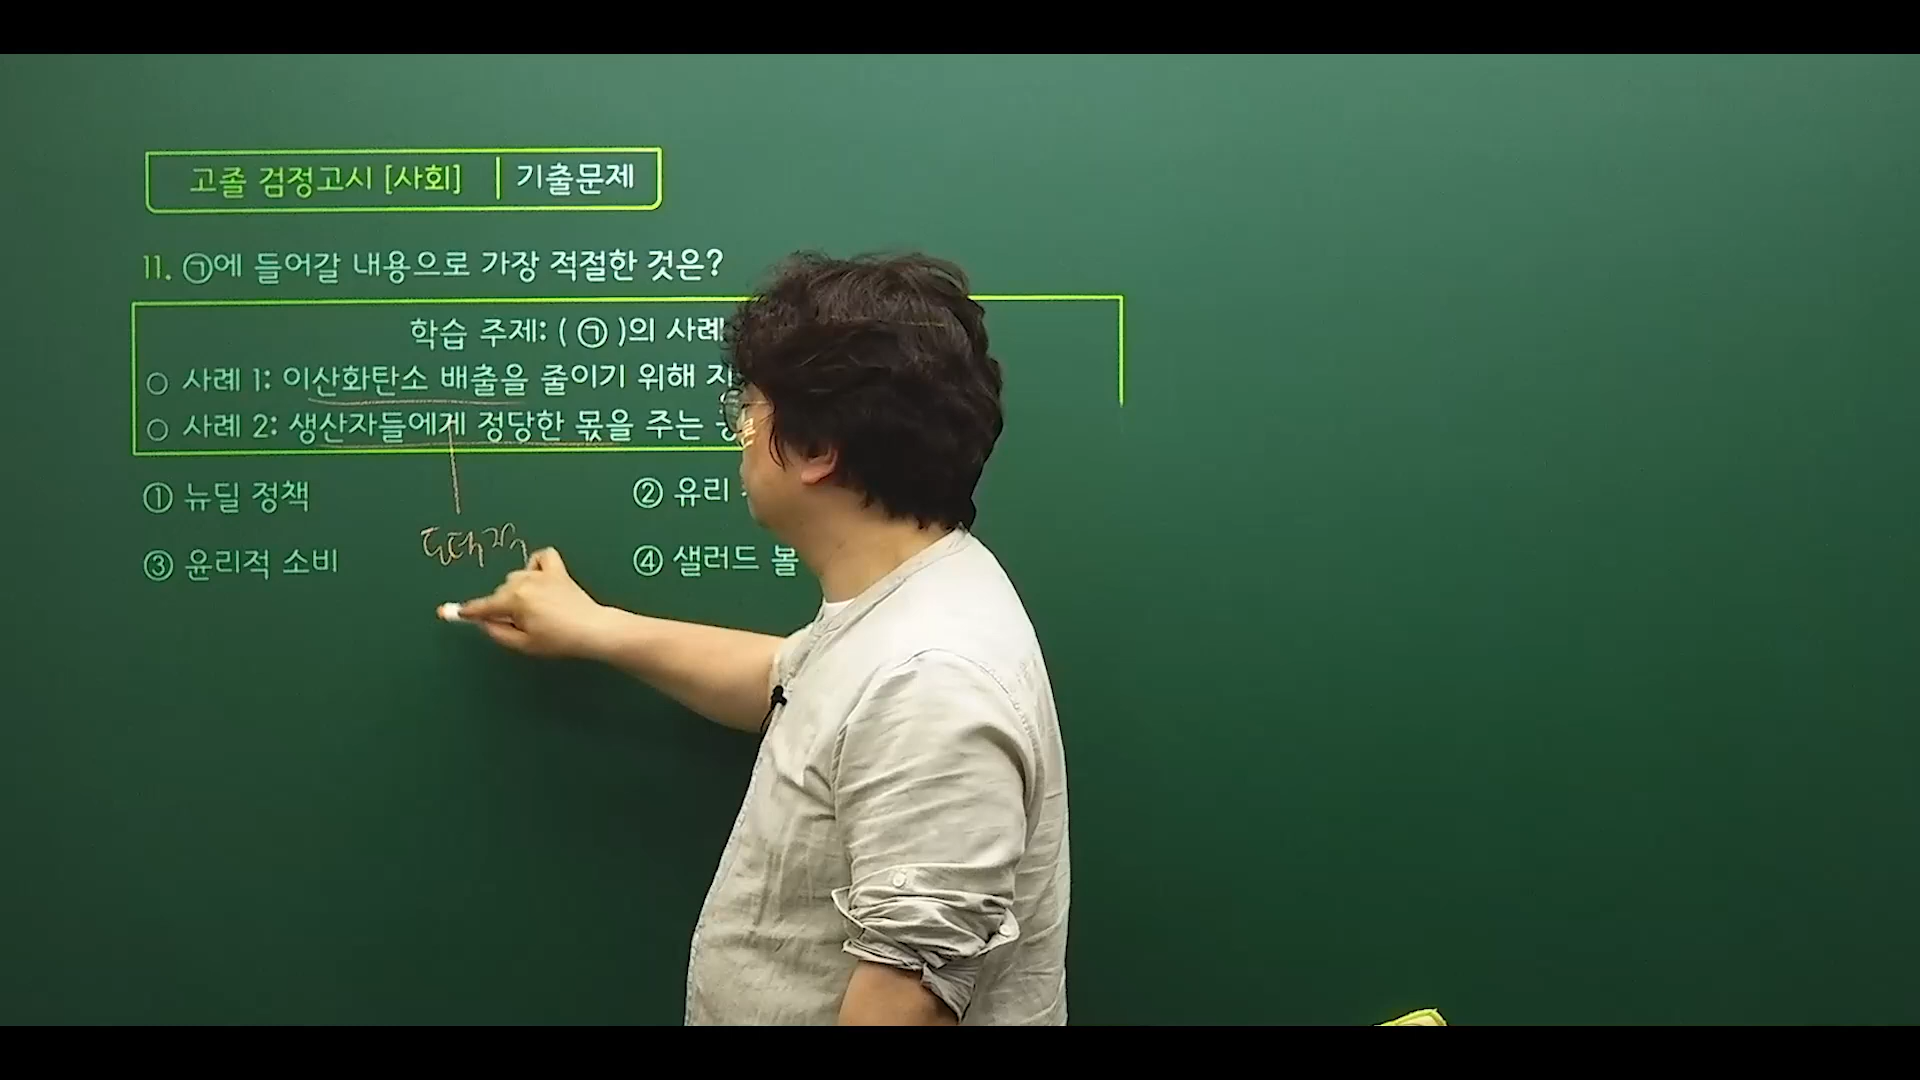 고졸 검정고시 [사회] | 기출문제
11. ㉠에 들어갈 내용으로 가장 적절한 것은?
학습 주제: ( ㉠ )의 사례
○ 사례 1: 이산화탄소 배출을 줄이기 위해
○ 사례 2: 생산자들에게 정당한 몫을 주는
① 뉴딜 정책
② 유리
③ 윤리적 소비
④ 샐러드 볼
도덕적